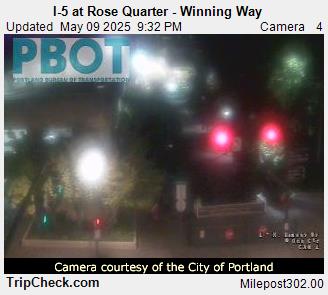 I-5 at Rose Quarter - Winning Way
Updated May 09 2025 9:32 PM Camera 4
PBOT
PORTLAND BUREAU OF TRANSPORTATION
Camera courtesy of the City of Portland
TripCheck.com Milepost302.00